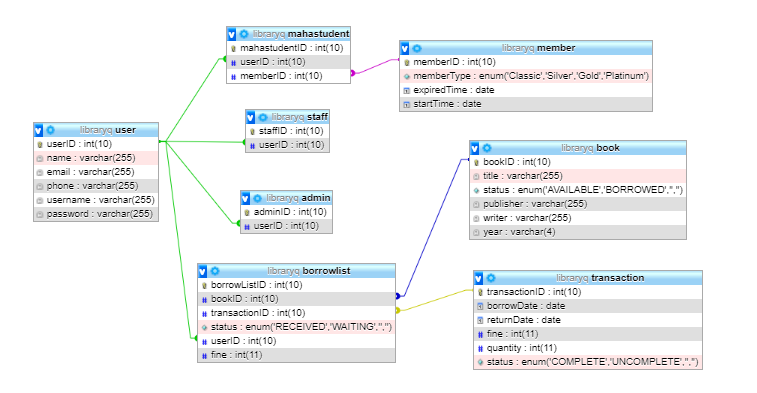 libraryq mahastudent
mahastudentID : int(10)
userID : int(10)
memberID : int(10)
libraryq member
memberID : int(10)
memberType : enum('Classic','Silver','Gold','Platinum')
expiredTime : date
startTime : date
libraryq staff
staffID : int(10)
userID : int(10)
libraryq user
userID : int(10)
name : varchar(255)
email : varchar(255)
phone : varchar(255)
username : varchar(255)
password : varchar(255)
libraryq book
bookID : int(10)
title : varchar(255)
status : enum('AVAILABLE','BORROWED','','')
publisher : varchar(255)
writer : varchar(255)
year : varchar(4)
libraryq admin
adminID : int(10)
userID : int(10)
libraryq borrowlist
borrowListID : int(10)
bookID : int(10)
transactionID : int(10)
status : enum('RECEIVED','WAITING','','')
userID : int(10)
fine : int(11)
libraryq transaction
transactionID : int(10)
borrowDate : date
returnDate : date
fine : int(11)
quantity : int(11)
status : enum('COMPLETE','UNCOMPLETE','','')